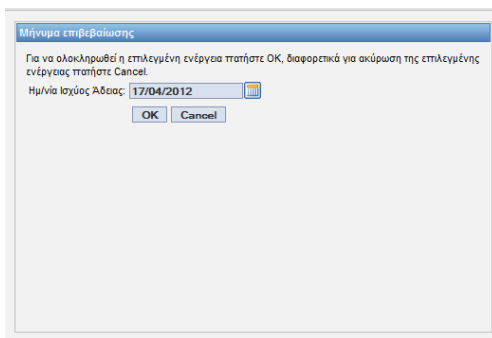 Μήνυμα επιβεβαίωσης
Για να ολοκληρωθεί η επιλεγμένη ενέργεια πατήστε OK, διαφορετικά για ακύρωση της επιλεγμένης
ενέργειας πατήστε Cancel.
Ημ/νία Ισχύος Άδειας: 17/04/2012
OK Cancel